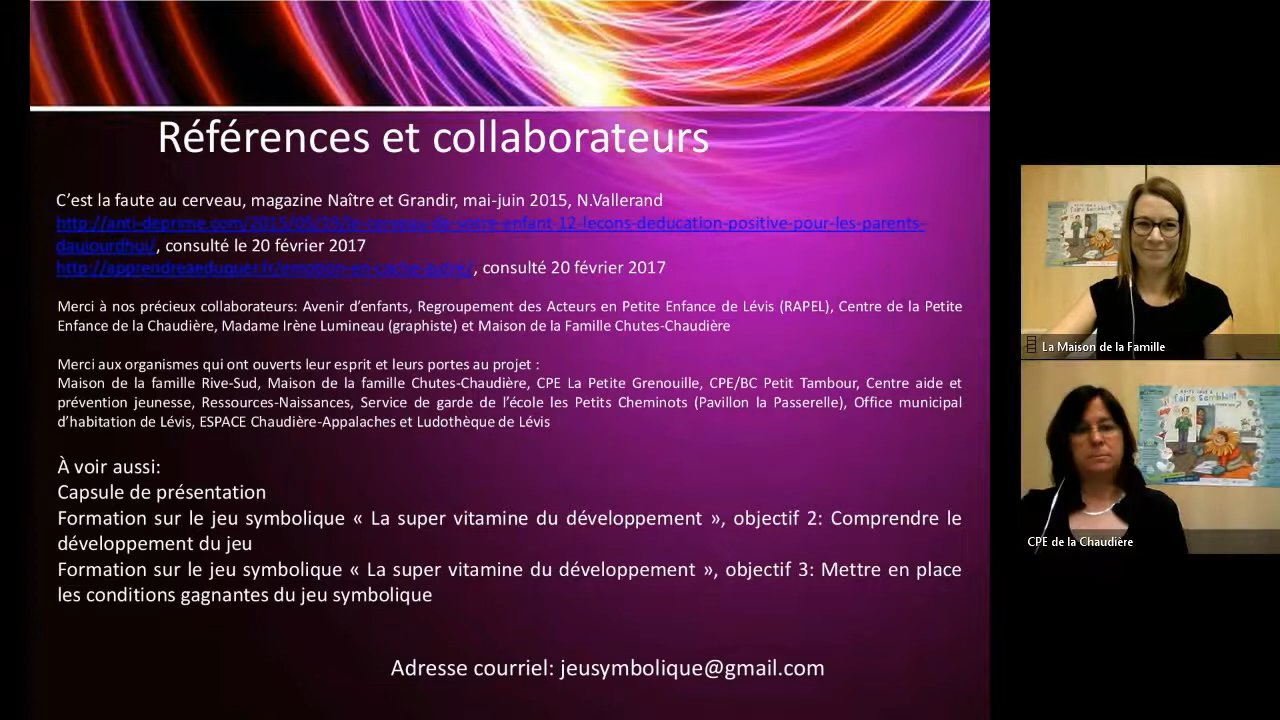 Références et collaborateurs
C'est la faute au cerveau, magazine Naître et Grandir, mai-juin 2015, N.Vallerand
http://anti-deprime.com/2015/05/19/le-cerveau-de-votre-enfant-12-lecons-deducation-positive-pour-les-parents-
daujourdhui/, consulté le 20 février 2017
http://apprendreaeduquer.fr/emotion-en-cache-autre/, consulté 20 février 2017
Merci à nos précieux collaborateurs: Avenir d'enfants, Regroupement des Acteurs en Petite Enfance de Lévis (RAPEL), Centre de la Petite
Enfance de la Chaudière, Madame Irène Lumineau (graphiste) et Maison de la Famille Chutes-Chaudière
Merci aux organismes qui ont ouverts leur esprit et leurs portes au projet :
Maison de la famille Rive-Sud, Maison de la famille Chutes-Chaudière, CPE La Petite Grenouille, CPE/BC Petit Tambour, Centre aide et
prévention jeunesse, Ressources-Naissances, Service de garde de l'école les Petits Cheminots (Pavillon la Passerelle), Office municipal
d'habitation de Lévis, ESPACE Chaudière-Appalaches et Ludothèque de Lévis
À voir aussi:
Capsule de présentation
Formation sur le jeu symbolique « La super vitamine du développement », objectif 2: Comprendre le
développement du jeu
Formation sur le jeu symbolique « La super vitamine du développement », objectif 3: Mettre en place
les conditions gagnantes du jeu symbolique
Adresse courriel: jeusymbolique@gmail.com
La Maison de la Famille
faire semblant
CPE de la Chaudière